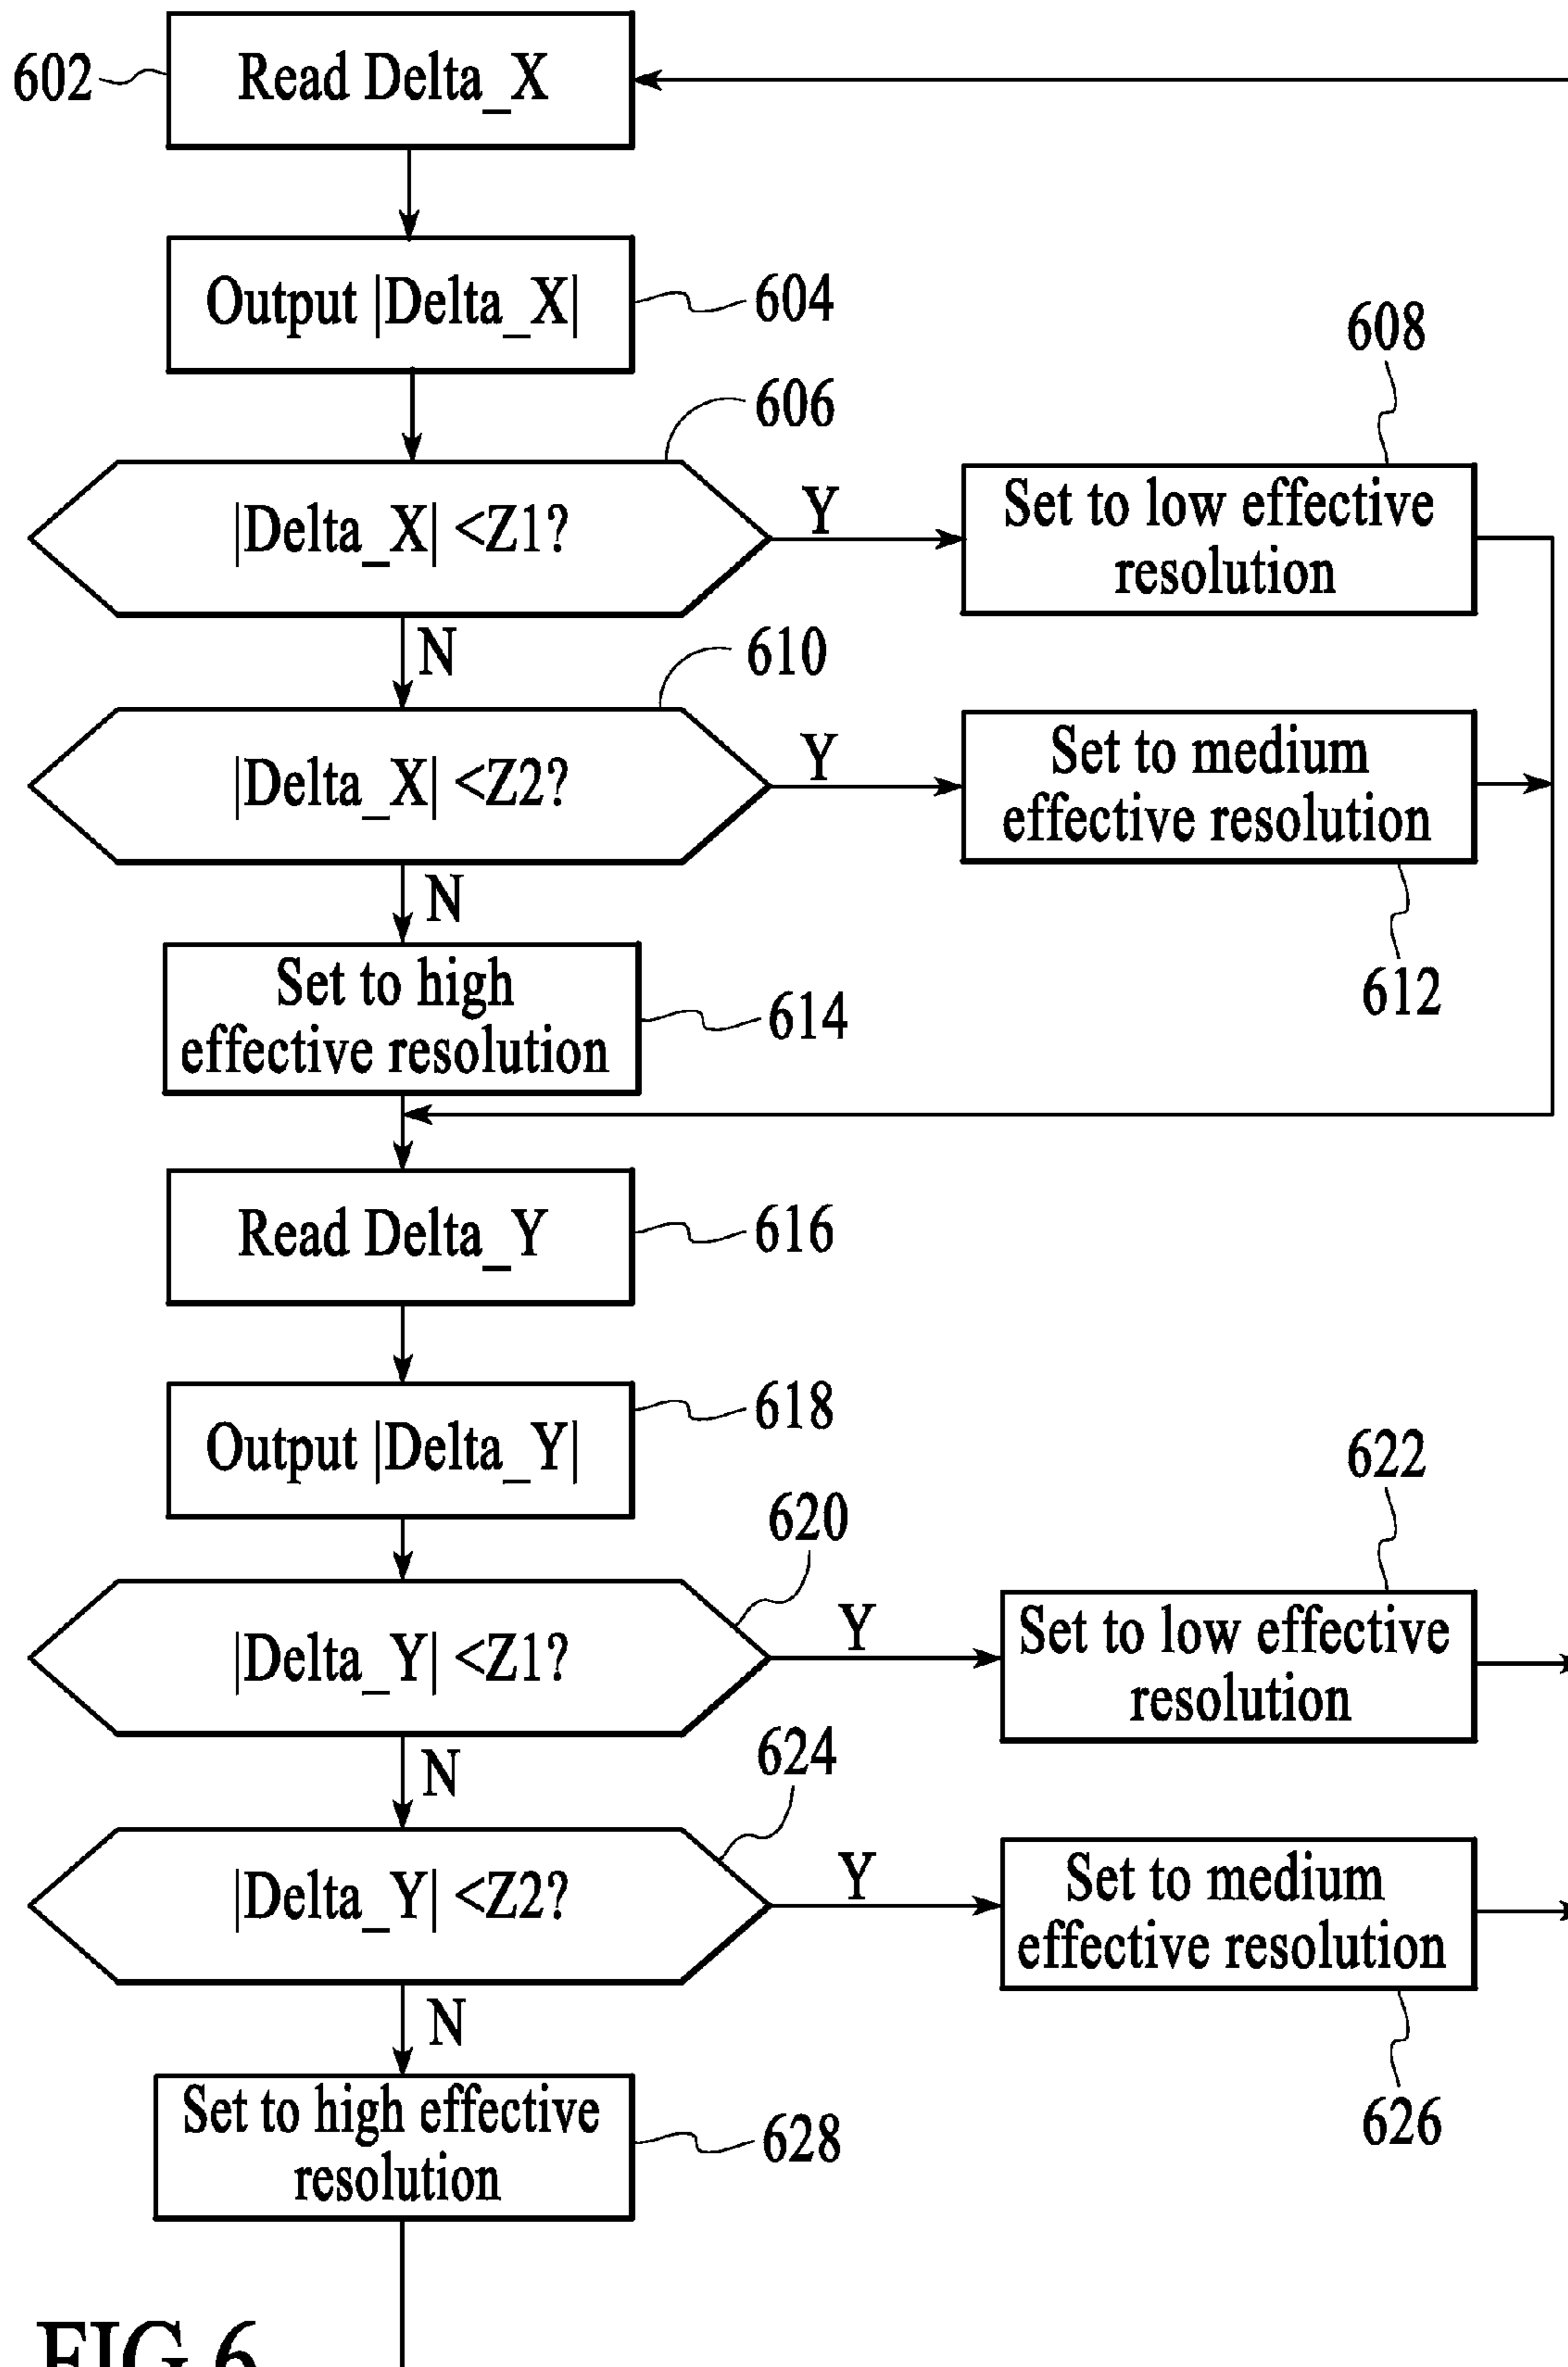 602
Read Delta_X
Output |Delta_X|
604
606
608
|Delta_X| <Z1?
Y
Set to low effective
resolution
N
610
|Delta_X| <Z2?
Y
Set to medium
effective resolution
N
612
Set to high
effective resolution
614
Read Delta_Y
616
Output |Delta_Y|
618
620
622
|Delta_Y| <Z1?
Y
Set to low effective
resolution
N
624
|Delta_Y| <Z2?
Y
Set to medium
effective resolution
N
626
Set to high effective
resolution
628
FIG 6